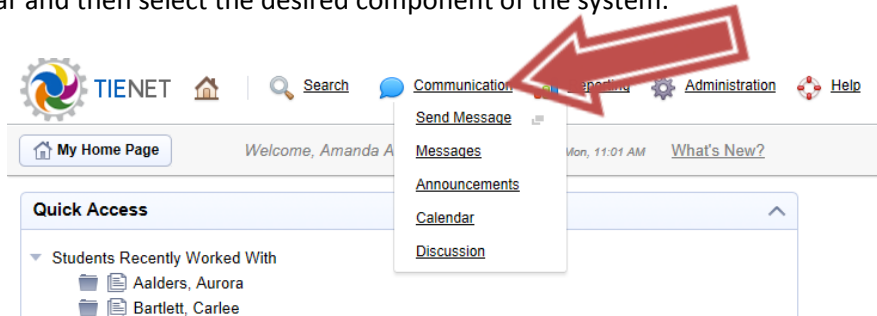 ar and then select the desired component of the system.
TIENET Search Communication Reporting Administration Help
Send Message
My Home Page Welcome, Amanda A Messages Mon, 11:01 AM What's New?
Announcements
Quick Access
Calendar
Discussion
Students Recently Worked With
Aalders, Aurora
Bartlett, Carlee